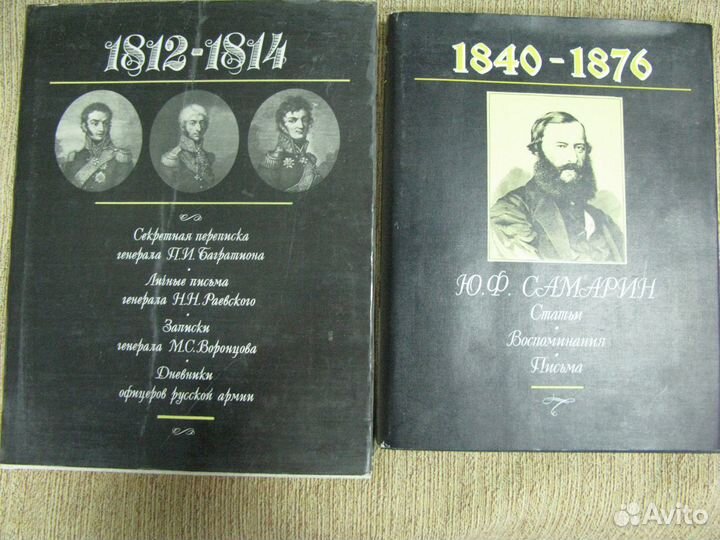 1812-1814
Секретная переписка
генерала П.И. Багратиона
Личные письма
генерала Н.Н. Раевского
Записки
генерала М.С. Воронцова
Дневники
офицеров русской армии
1840-1876
Ю.Ф. САМАРИН
Статьи
Воспоминания
Письма
Avito